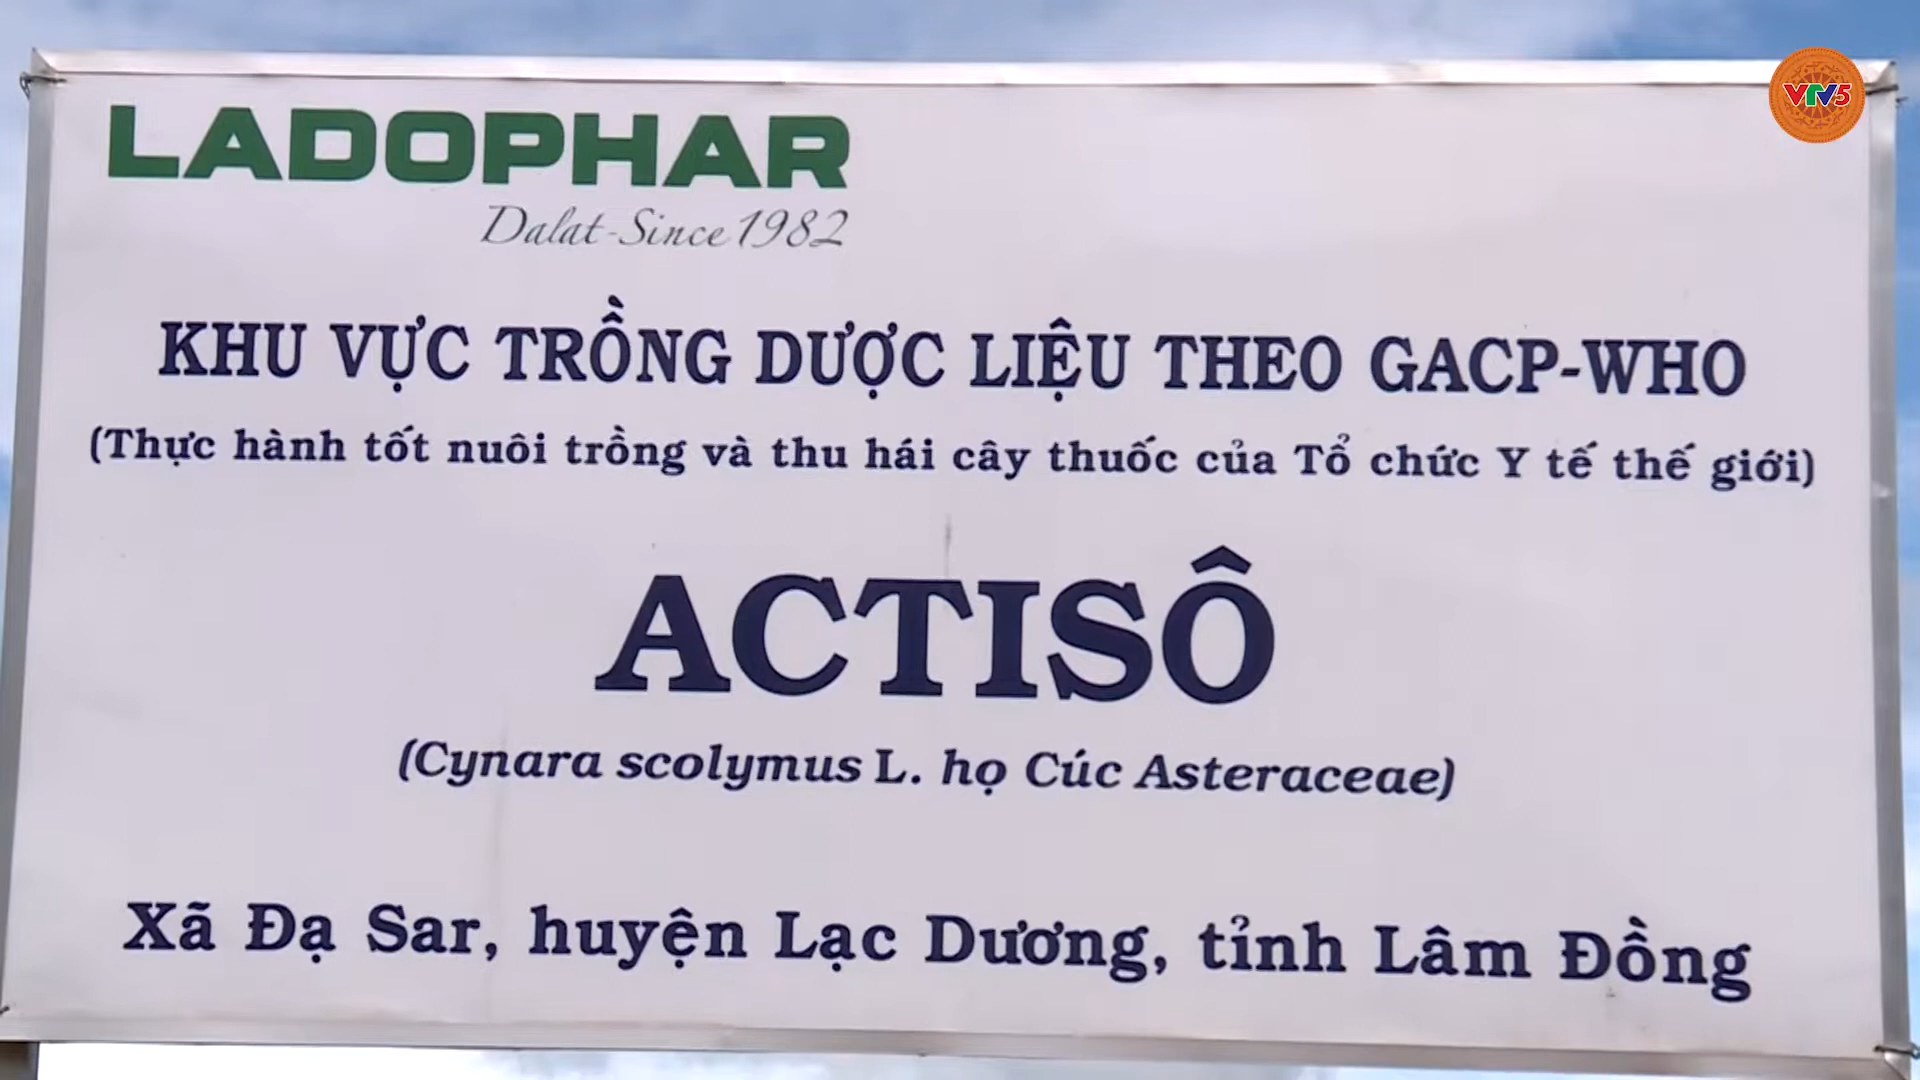 VTV5
LADOPHAR
Dalat-Since 1982
KHU VỰC TRỒNG DƯỢC LIỆU THEO GACP-WHO
(Thực hành tốt nuôi trồng và thu hái cây thuốc của Tổ chức Y tế thế giới)
ACTISÔ
(Cynara scolymus L. họ Cúc Asteraceae)
Xã Đạ Sar, huyện Lạc Dương, tỉnh Lâm Đồng